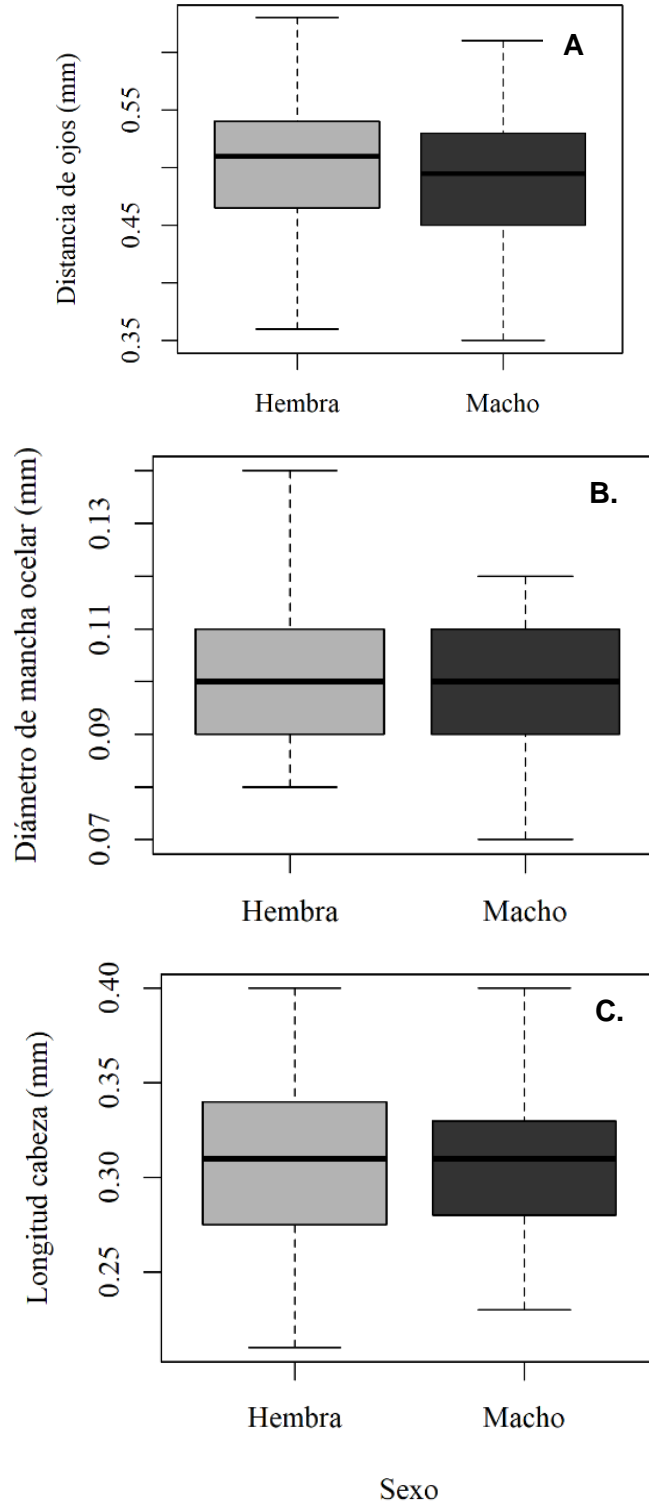 A
Distancia de ojos (mm)
0.55
0.45
0.35
Hembra Macho
B.
Diámetro de mancha ocelar (mm)
0.13
0.11
0.09
0.07
Hembra Macho
C.
Longitud cabeza (mm)
0.40
0.35
0.30
0.25
Hembra Macho
Sexo